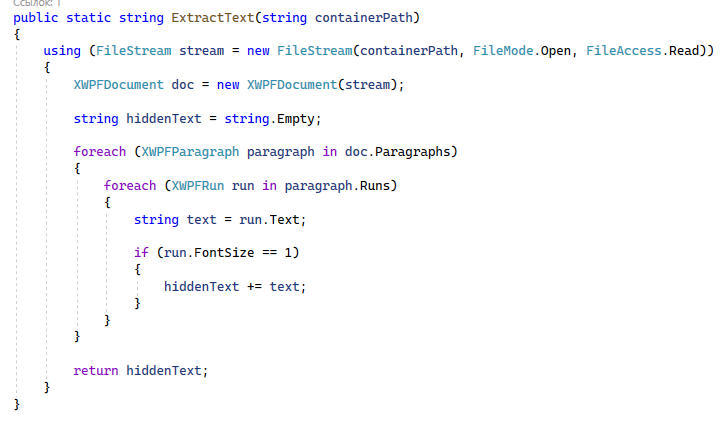 Ссылок: 1
public static string ExtractText(string containerPath)
{
using (FileStream stream = new FileStream(containerPath, FileMode.Open, FileAccess.Read))
{
XWPFDocument doc = new XWPFDocument(stream);
string hiddenText = string.Empty;
foreach (XWPFParagraph paragraph in doc.Paragraphs)
{
foreach (XWPFRun run in paragraph.Runs)
{
string text = run.Text;
if (run.FontSize == 1)
{
hiddenText += text;
}
}
}
return hiddenText;
}
}